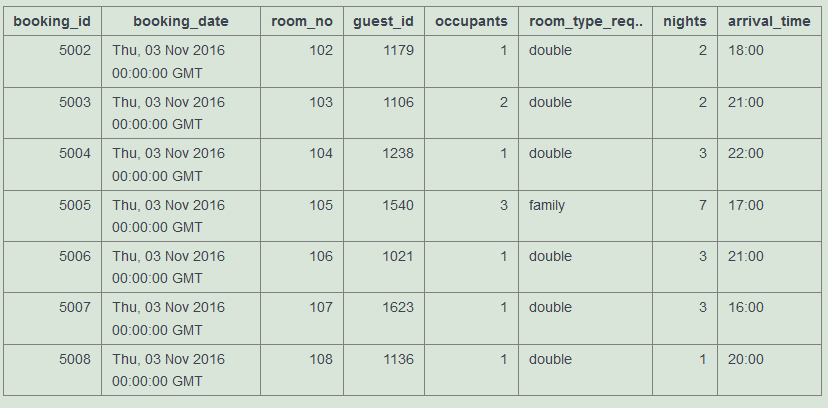 booking_id booking_date room_no guest_id occupants room_type_req.. nights arrival_time
5002 Thu, 03 Nov 2016 102 1179 1 double 2 18:00
00:00:00 GMT
5003 Thu, 03 Nov 2016 103 1106 2 double 2 21:00
00:00:00 GMT
5004 Thu, 03 Nov 2016 104 1238 1 double 3 22:00
00:00:00 GMT
5005 Thu, 03 Nov 2016 105 1540 3 family 7 17:00
00:00:00 GMT
5006 Thu, 03 Nov 2016 106 1021 1 double 3 21:00
00:00:00 GMT
5007 Thu, 03 Nov 2016 107 1623 1 double 3 16:00
00:00:00 GMT
5008 Thu, 03 Nov 2016 108 1136 1 double 1 20:00
00:00:00 GMT